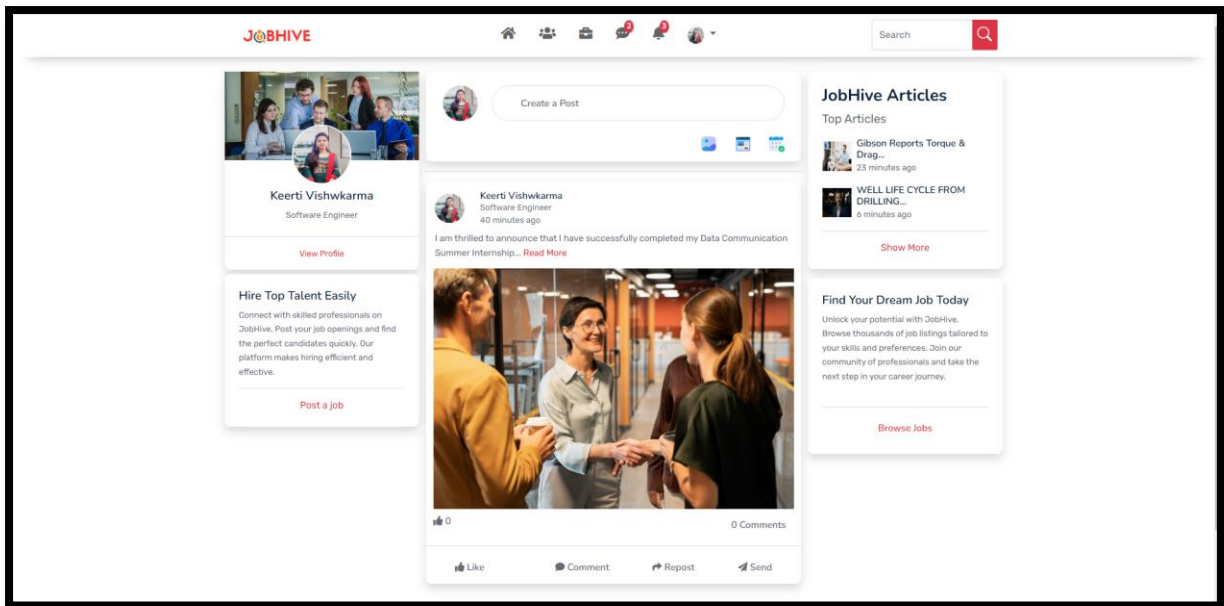 JOBHIVE
2
3
Search
Keerti Vishwkarma
Software Engineer
View Profile
Hire Top Talent Easily
Connect with skilled professionals on
JobHive. Post your job openings and find
the perfect candidates quickly. Our
platform makes hiring efficient and
effective.
Post a job
Create a Post
Keerti Vishwkarma
Software Engineer
40 minutes ago
I am thrilled to announce that I have successfully completed my Data Communication
Summer Internship... Read More
0
0 Comments
Like
Comment
Repost
Send
JobHive Articles
Top Articles
Gibson Reports Torque &
Drag...
23 minutes ago
WELL LIFE CYCLE FROM
DRILLING...
6 minutes ago
Show More
Find Your Dream Job Today
Unlock your potential with JobHive.
Browse thousands of job listings tailored to
your skills and preferences. Join our
community of professionals and take the
next step in your career journey.
Browse Jobs